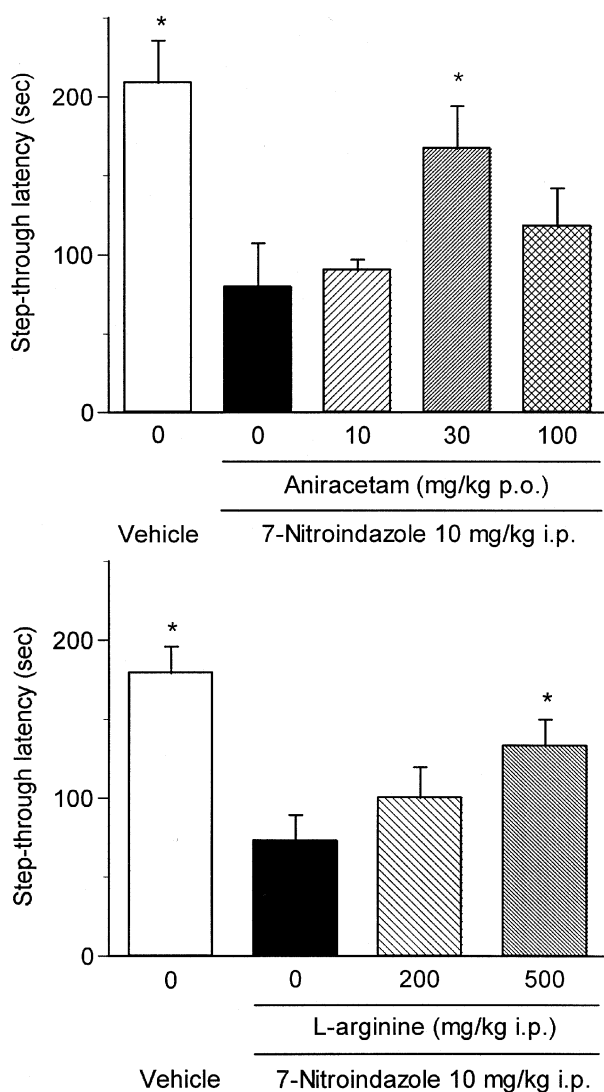 *
*
200
100
0
Step-through latency (sec)
0 0 10 30 100
Aniracetam (mg/kg p.o.)
Vehicle 7-Nitroindazole 10 mg/kg i.p.
*
*
200
100
0
Step-through latency (sec)
0 0 200 500
L-arginine (mg/kg i.p.)
Vehicle 7-Nitroindazole 10 mg/kg i.p.